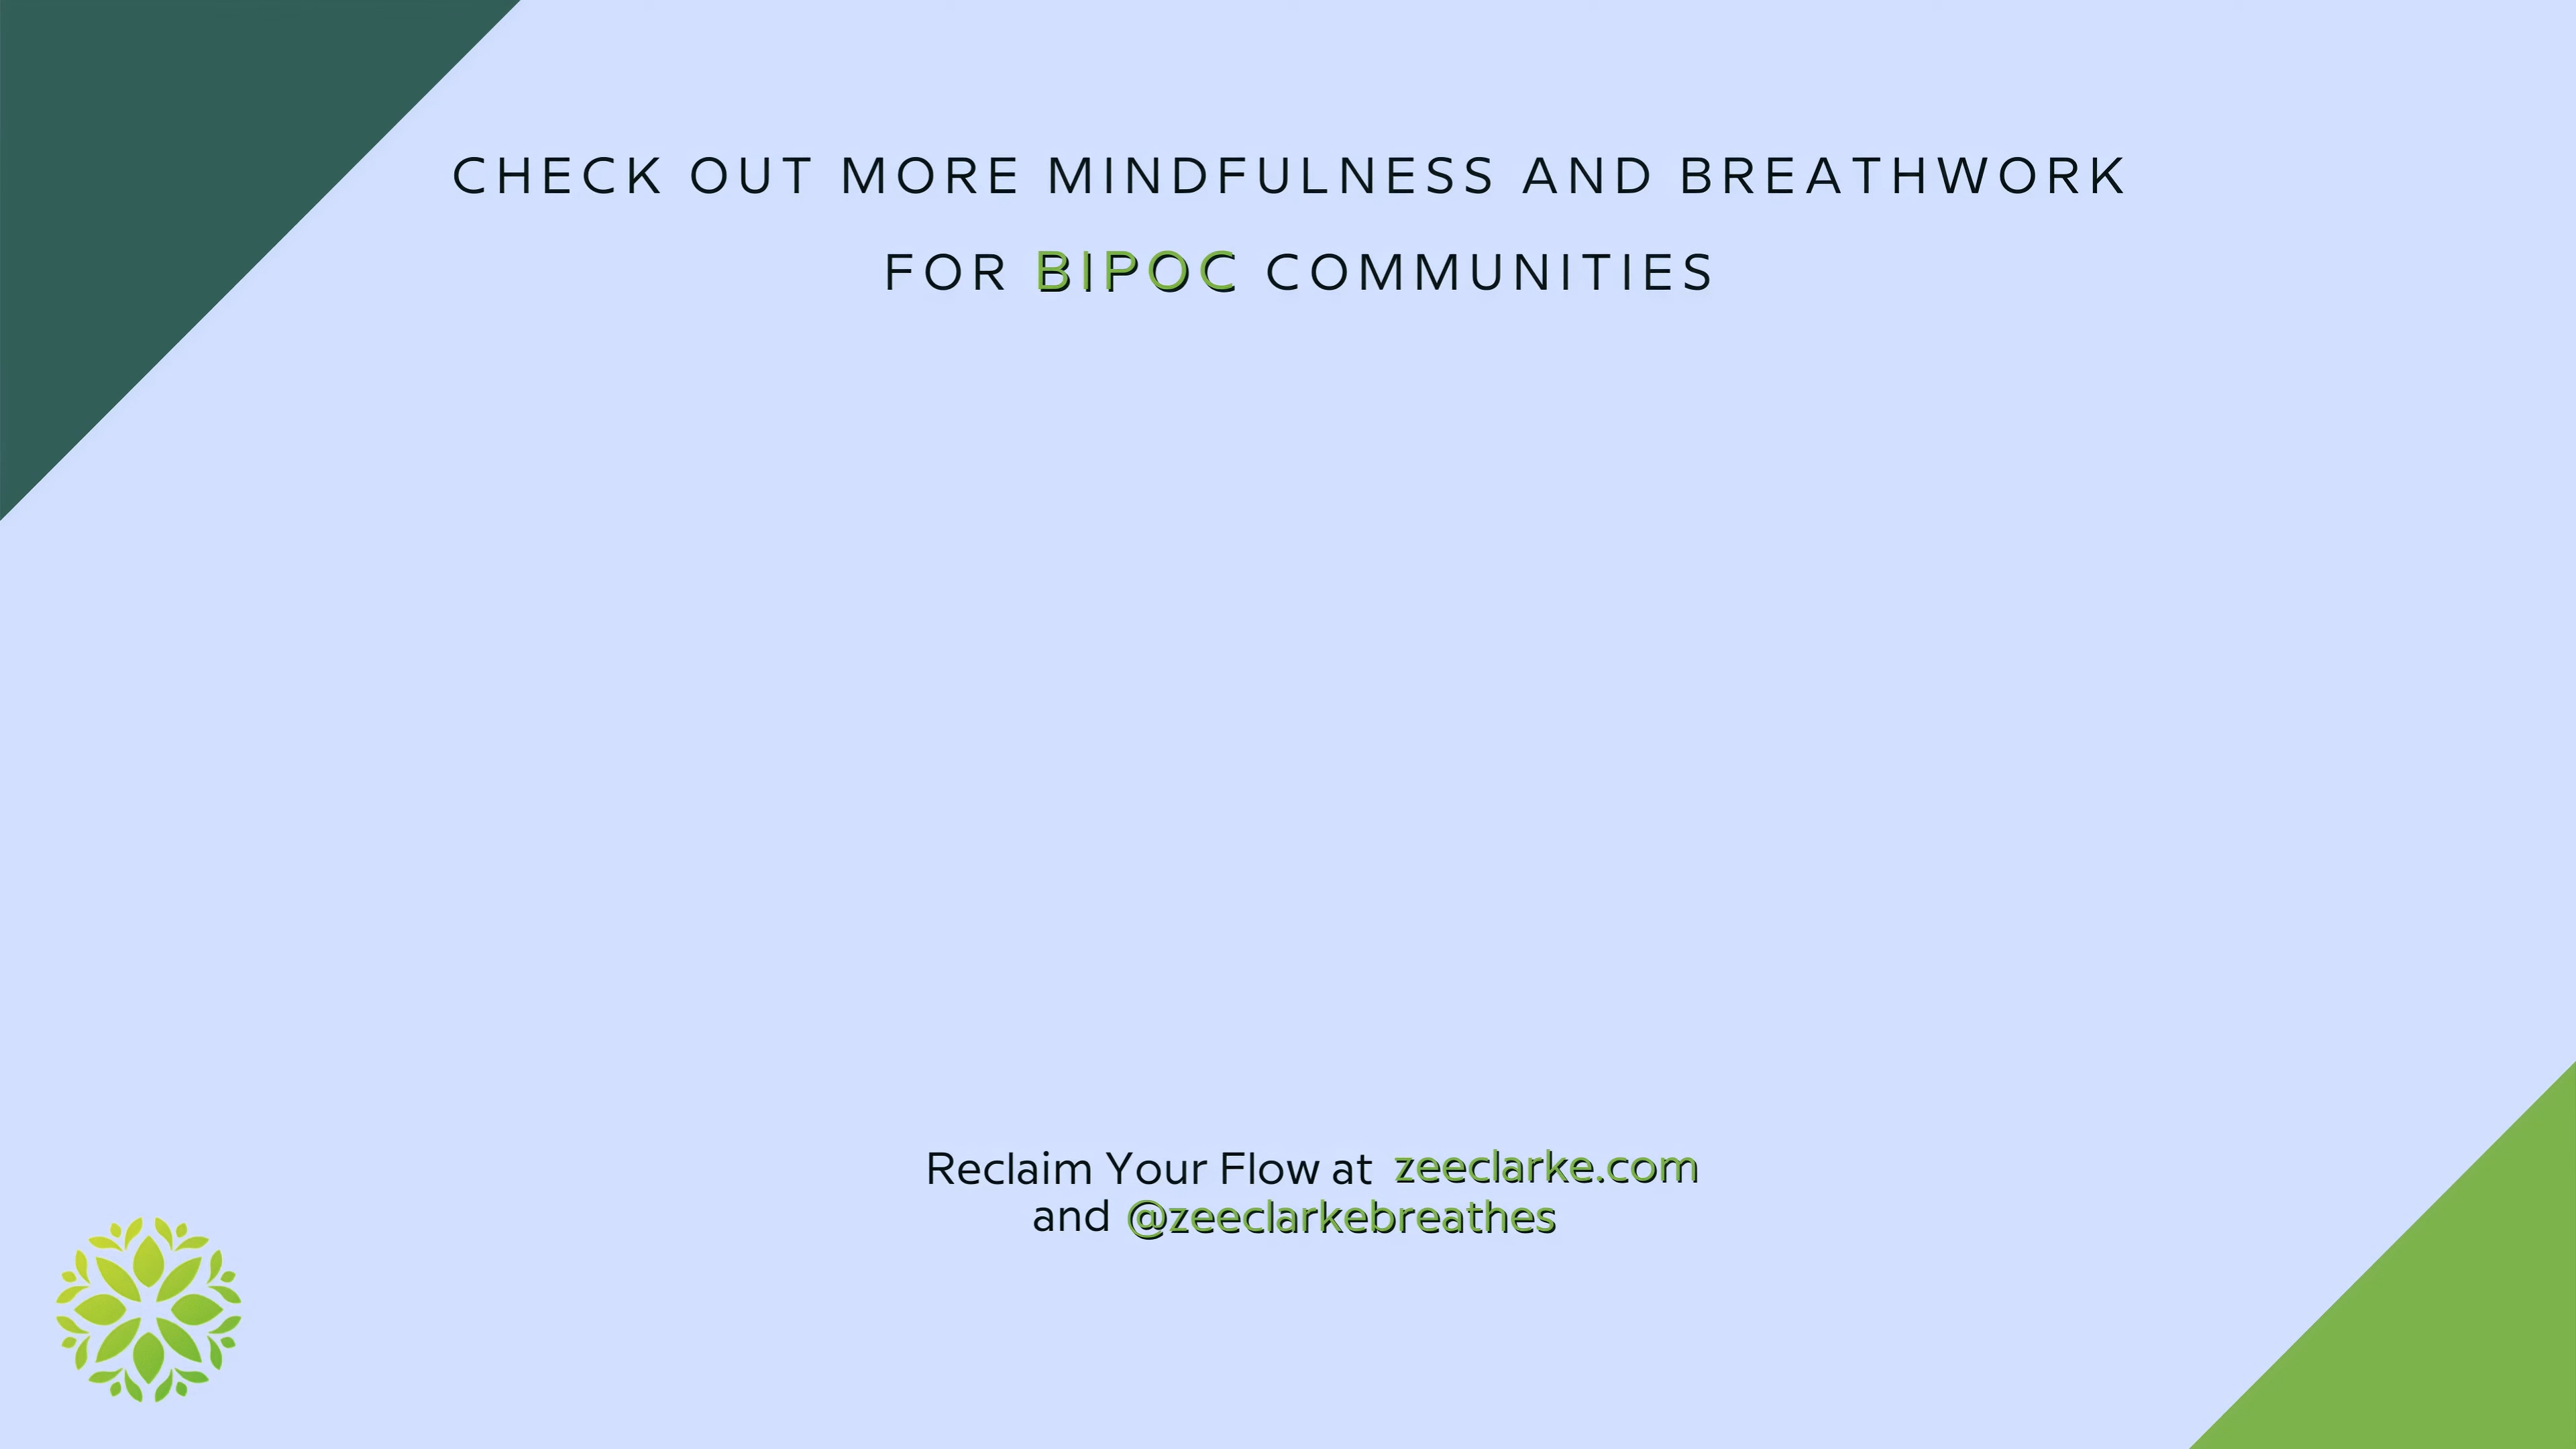 CHECK OUT MORE MINDFULNESS AND BREATHWORK
FOR BIPOC COMMUNITIES
Reclaim Your Flow at zeeclarke.com
and @zeeclarkebreathes